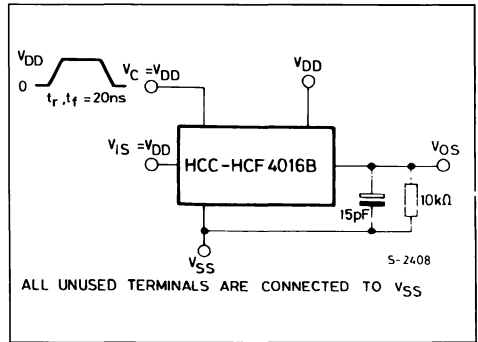 VDD
0
tr, tf = 20ns
VC = VDD
VDD
Vis = VDD
HCC-HCF 4016B
VOS
15pF
10kΩ
VSS
S-2408
ALL UNUSED TERMINALS ARE CONNECTED TO VSS